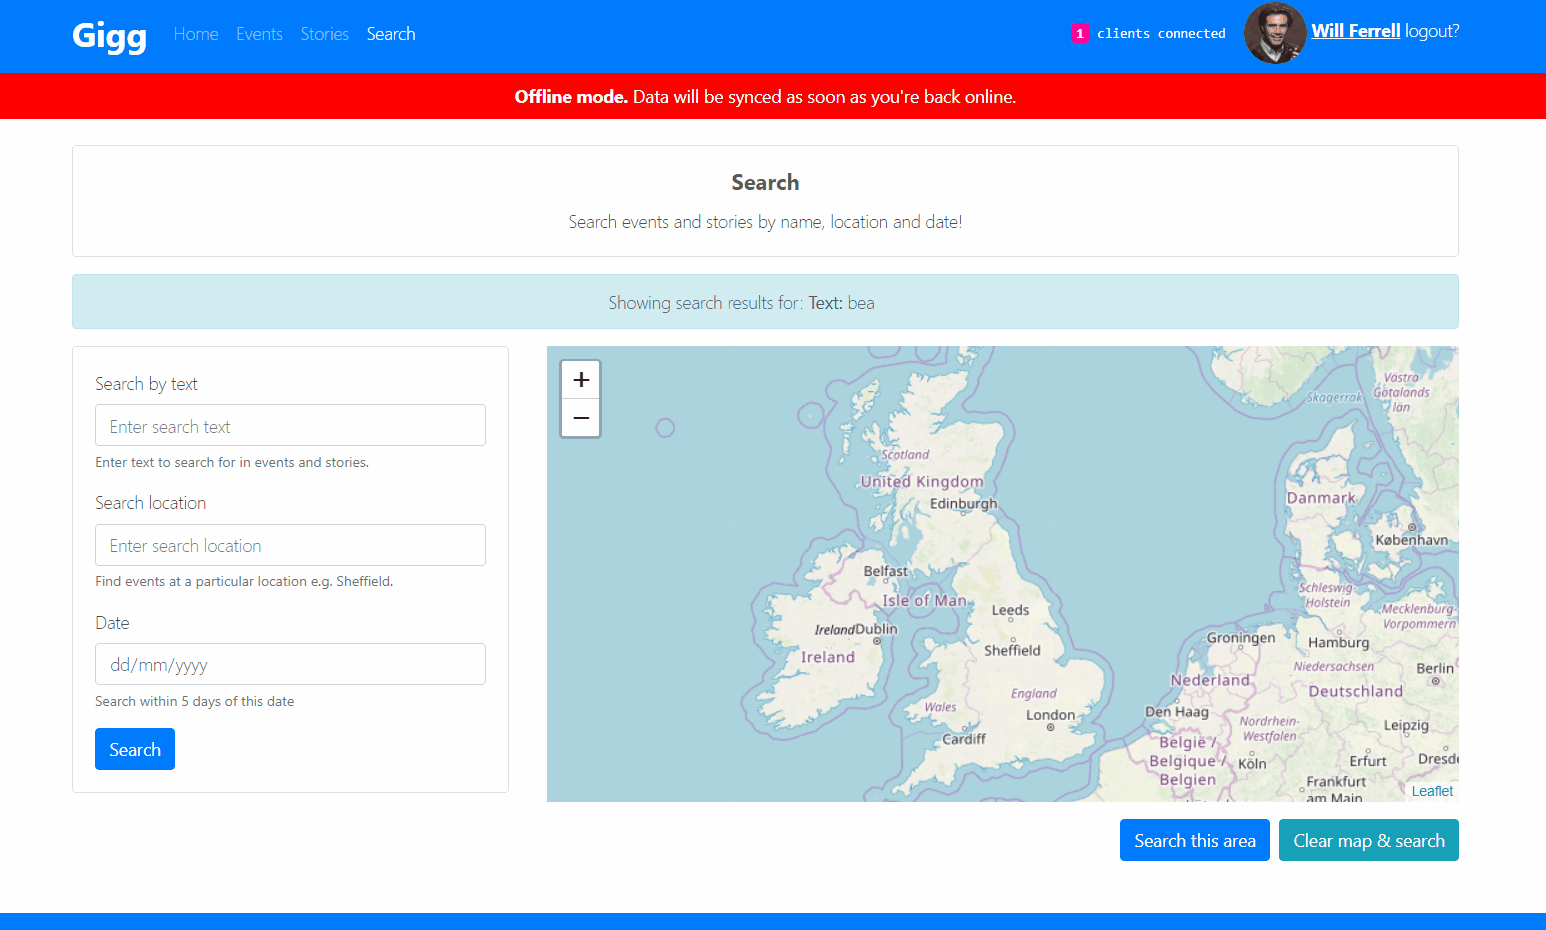 Gigg Home Events Stories Search 1 clients connected Will Ferrell logout?
Offline mode. Data will be synced as soon as you're back online.
Search
Search events and stories by name, location and date!
Showing search results for: Text: bea
Search by text
Enter search text
Enter text to search for in events and stories.
Search location
Enter search location
Find events at a particular location e.g. Sheffield.
Date
dd/mm/yyyy
Search within 5 days of this date
Search
+
−
Västra
Götalands
län
Skagerrak
Scotland
United Kingdom
Edinburgh
Danmark
København
Belfast
Isle of Man
Schleswig-
Holstein
Leeds
Mecklenburg-
Vorpommern
Ireland Dublin
Groningen
Hamburg
Sheffield
Ireland
Niedersachsen
Berlin
Nederland
Deutschland
England
Wales
London
Den Haag
Nordrhein-
Westfalen
Leipzig
Cardiff
België /
Belgique /
Belgien
Köln
Erfurt
Dresde
Frankfurt
am Main
Leaflet
Search this area
Clear map & search